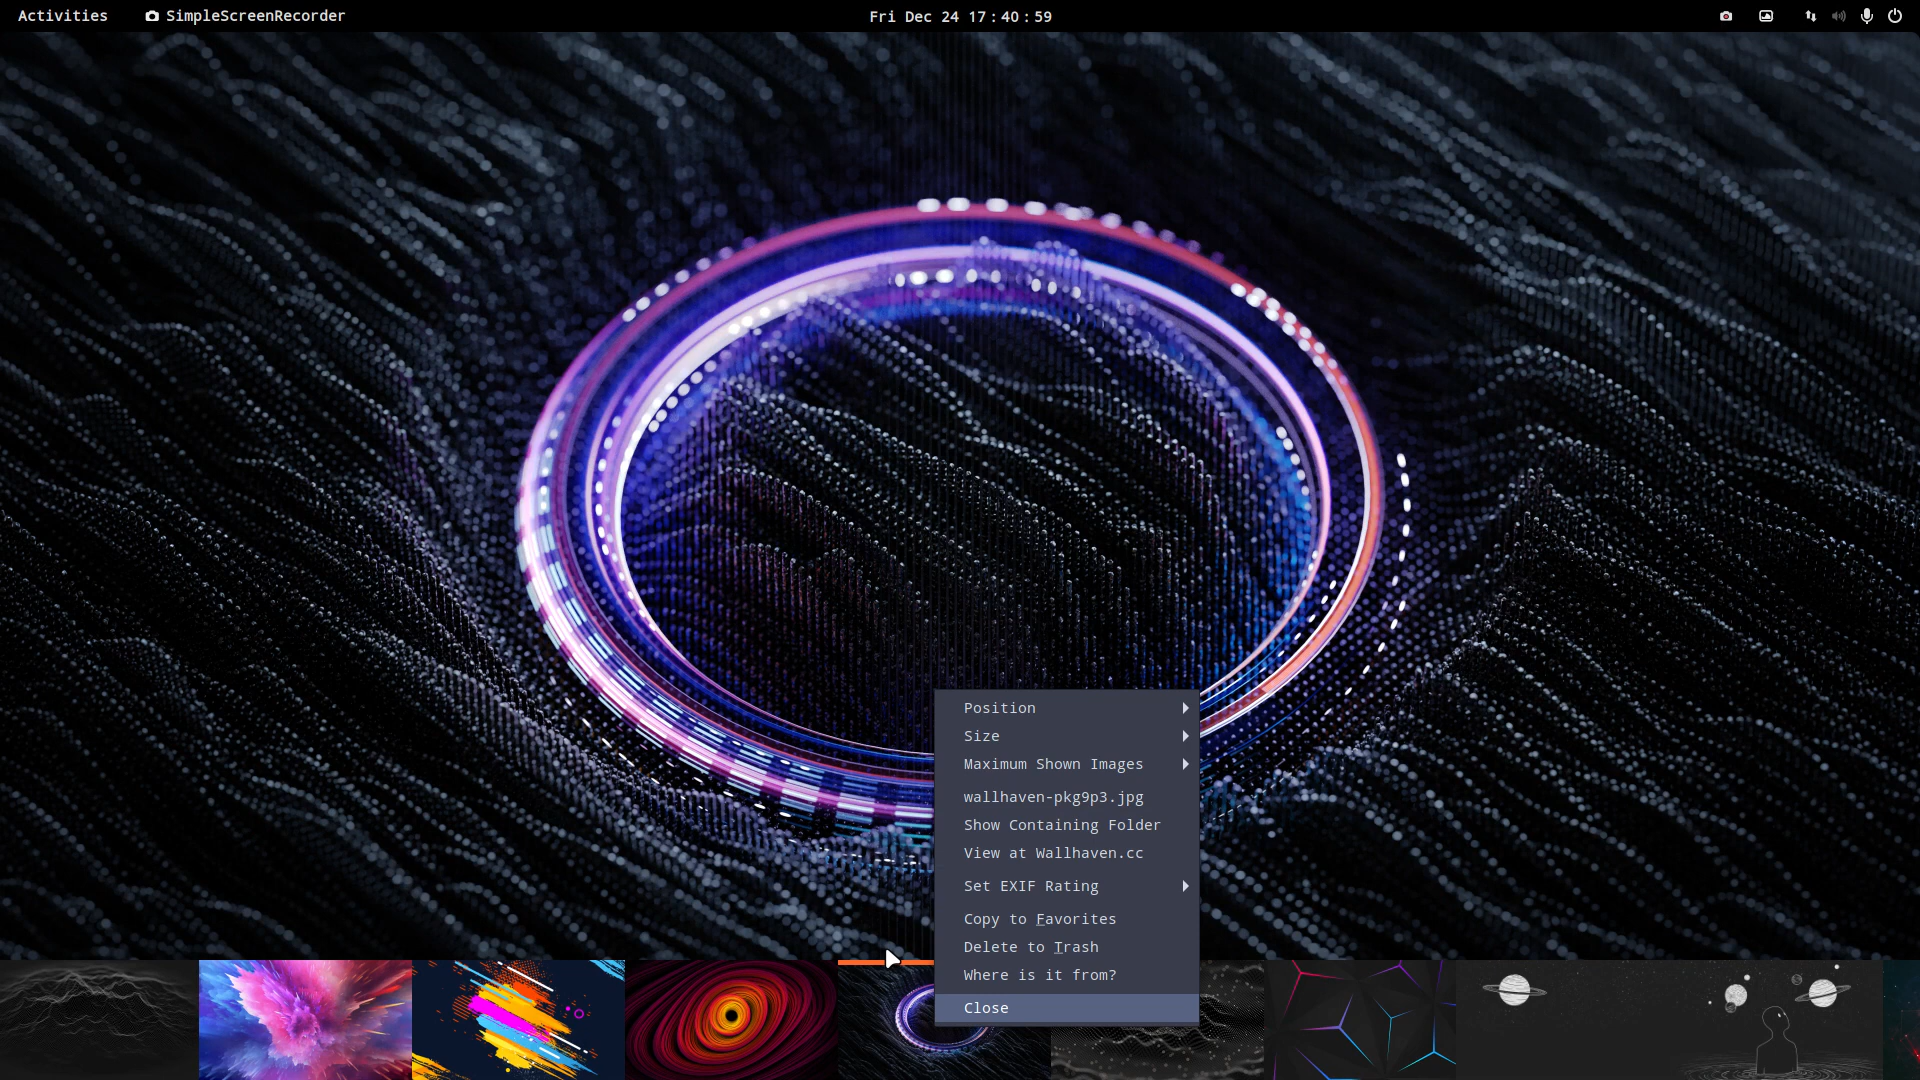 Activities
SimpleScreenRecorder
Fri Dec 24 17:40:59
Position
Size
Maximum Shown Images
wallhaven-pkg9p3.jpg
Show Containing Folder
View at Wallhaven.cc
Set EXIF Rating
Copy to Favorites
Delete to Trash
Where is it from?
Close